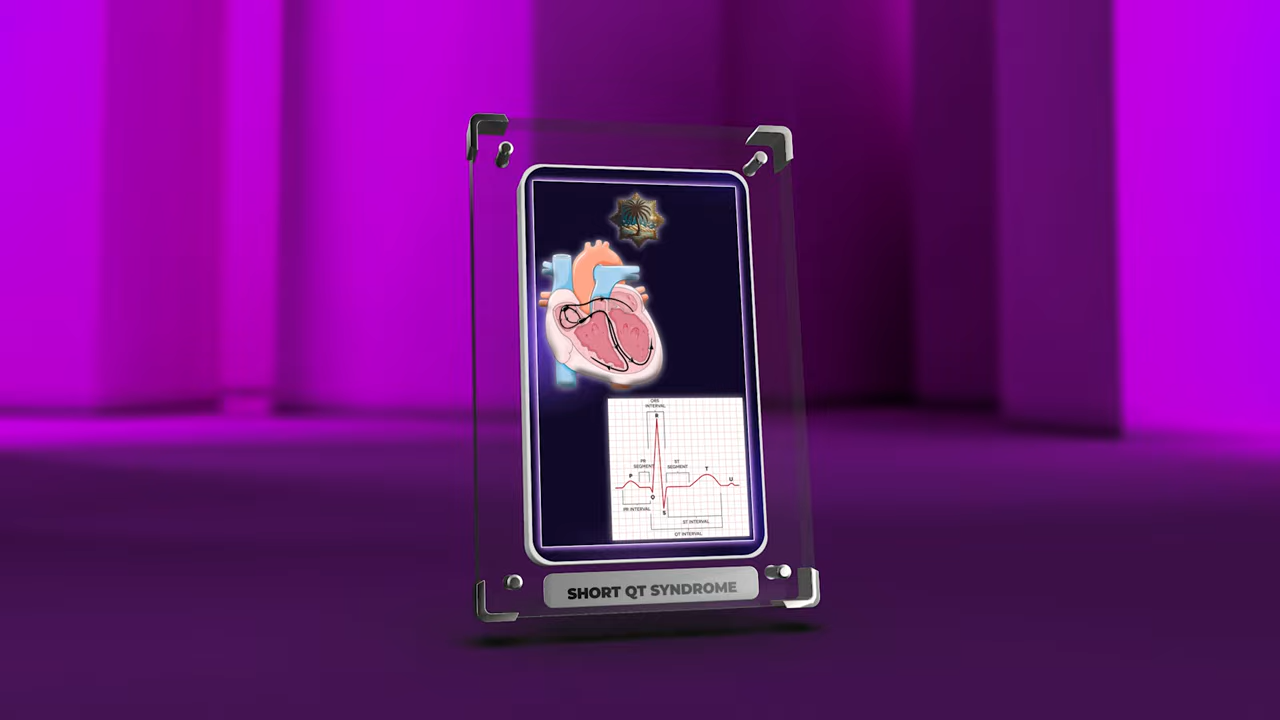 QRS
INTERVAL
R
PR
SEGMENT
ST
SEGMENT
P
T
U
Q
S
PR INTERVAL
ST INTERVAL
QT INTERVAL
SHORT QT SYNDROME